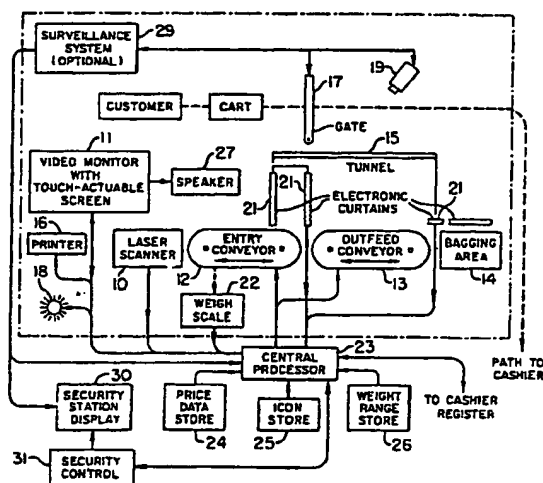 SURVEILLANCE
SYSTEM
(OPTIONAL)
29
19
17
CUSTOMER
CART
GATE
11
VIDEO MONITOR
WITH
TOUCH-ACTUABLE
SCREEN
27
SPEAKER
15
TUNNEL
21
21
ELECTRONIC
CURTAINS
21
16
PRINTER
18
LASER
SCANNER
10
ENTRY
CONVEYOR
12
OUTFEED
CONVEYOR
13
BAGGING
AREA
14
22
WEIGH
SCALE
23
CENTRAL
PROCESSOR
PATH TO
CASHIER
TO CASHIER
REGISTER
30
SECURITY
STATION
DISPLAY
PRICE
DATA
STORE
24
ICON
STORE
25
WEIGHT
RANGE
STORE
26
31
SECURITY
CONTROL